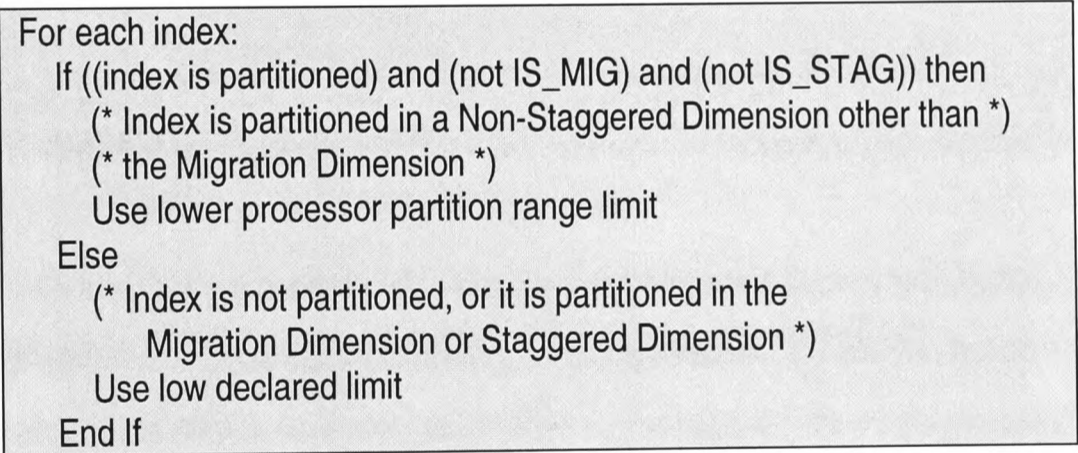 For each index:
If ((index is partitioned) and (not IS_MIG) and (not IS_STAG)) then
(* Index is partitioned in a Non-Staggered Dimension other than *)
(* the Migration Dimension *)
Use lower processor partition range limit
Else
(* Index is not partitioned, or it is partitioned in the
Migration Dimension or Staggered Dimension *)
Use low declared limit
End If